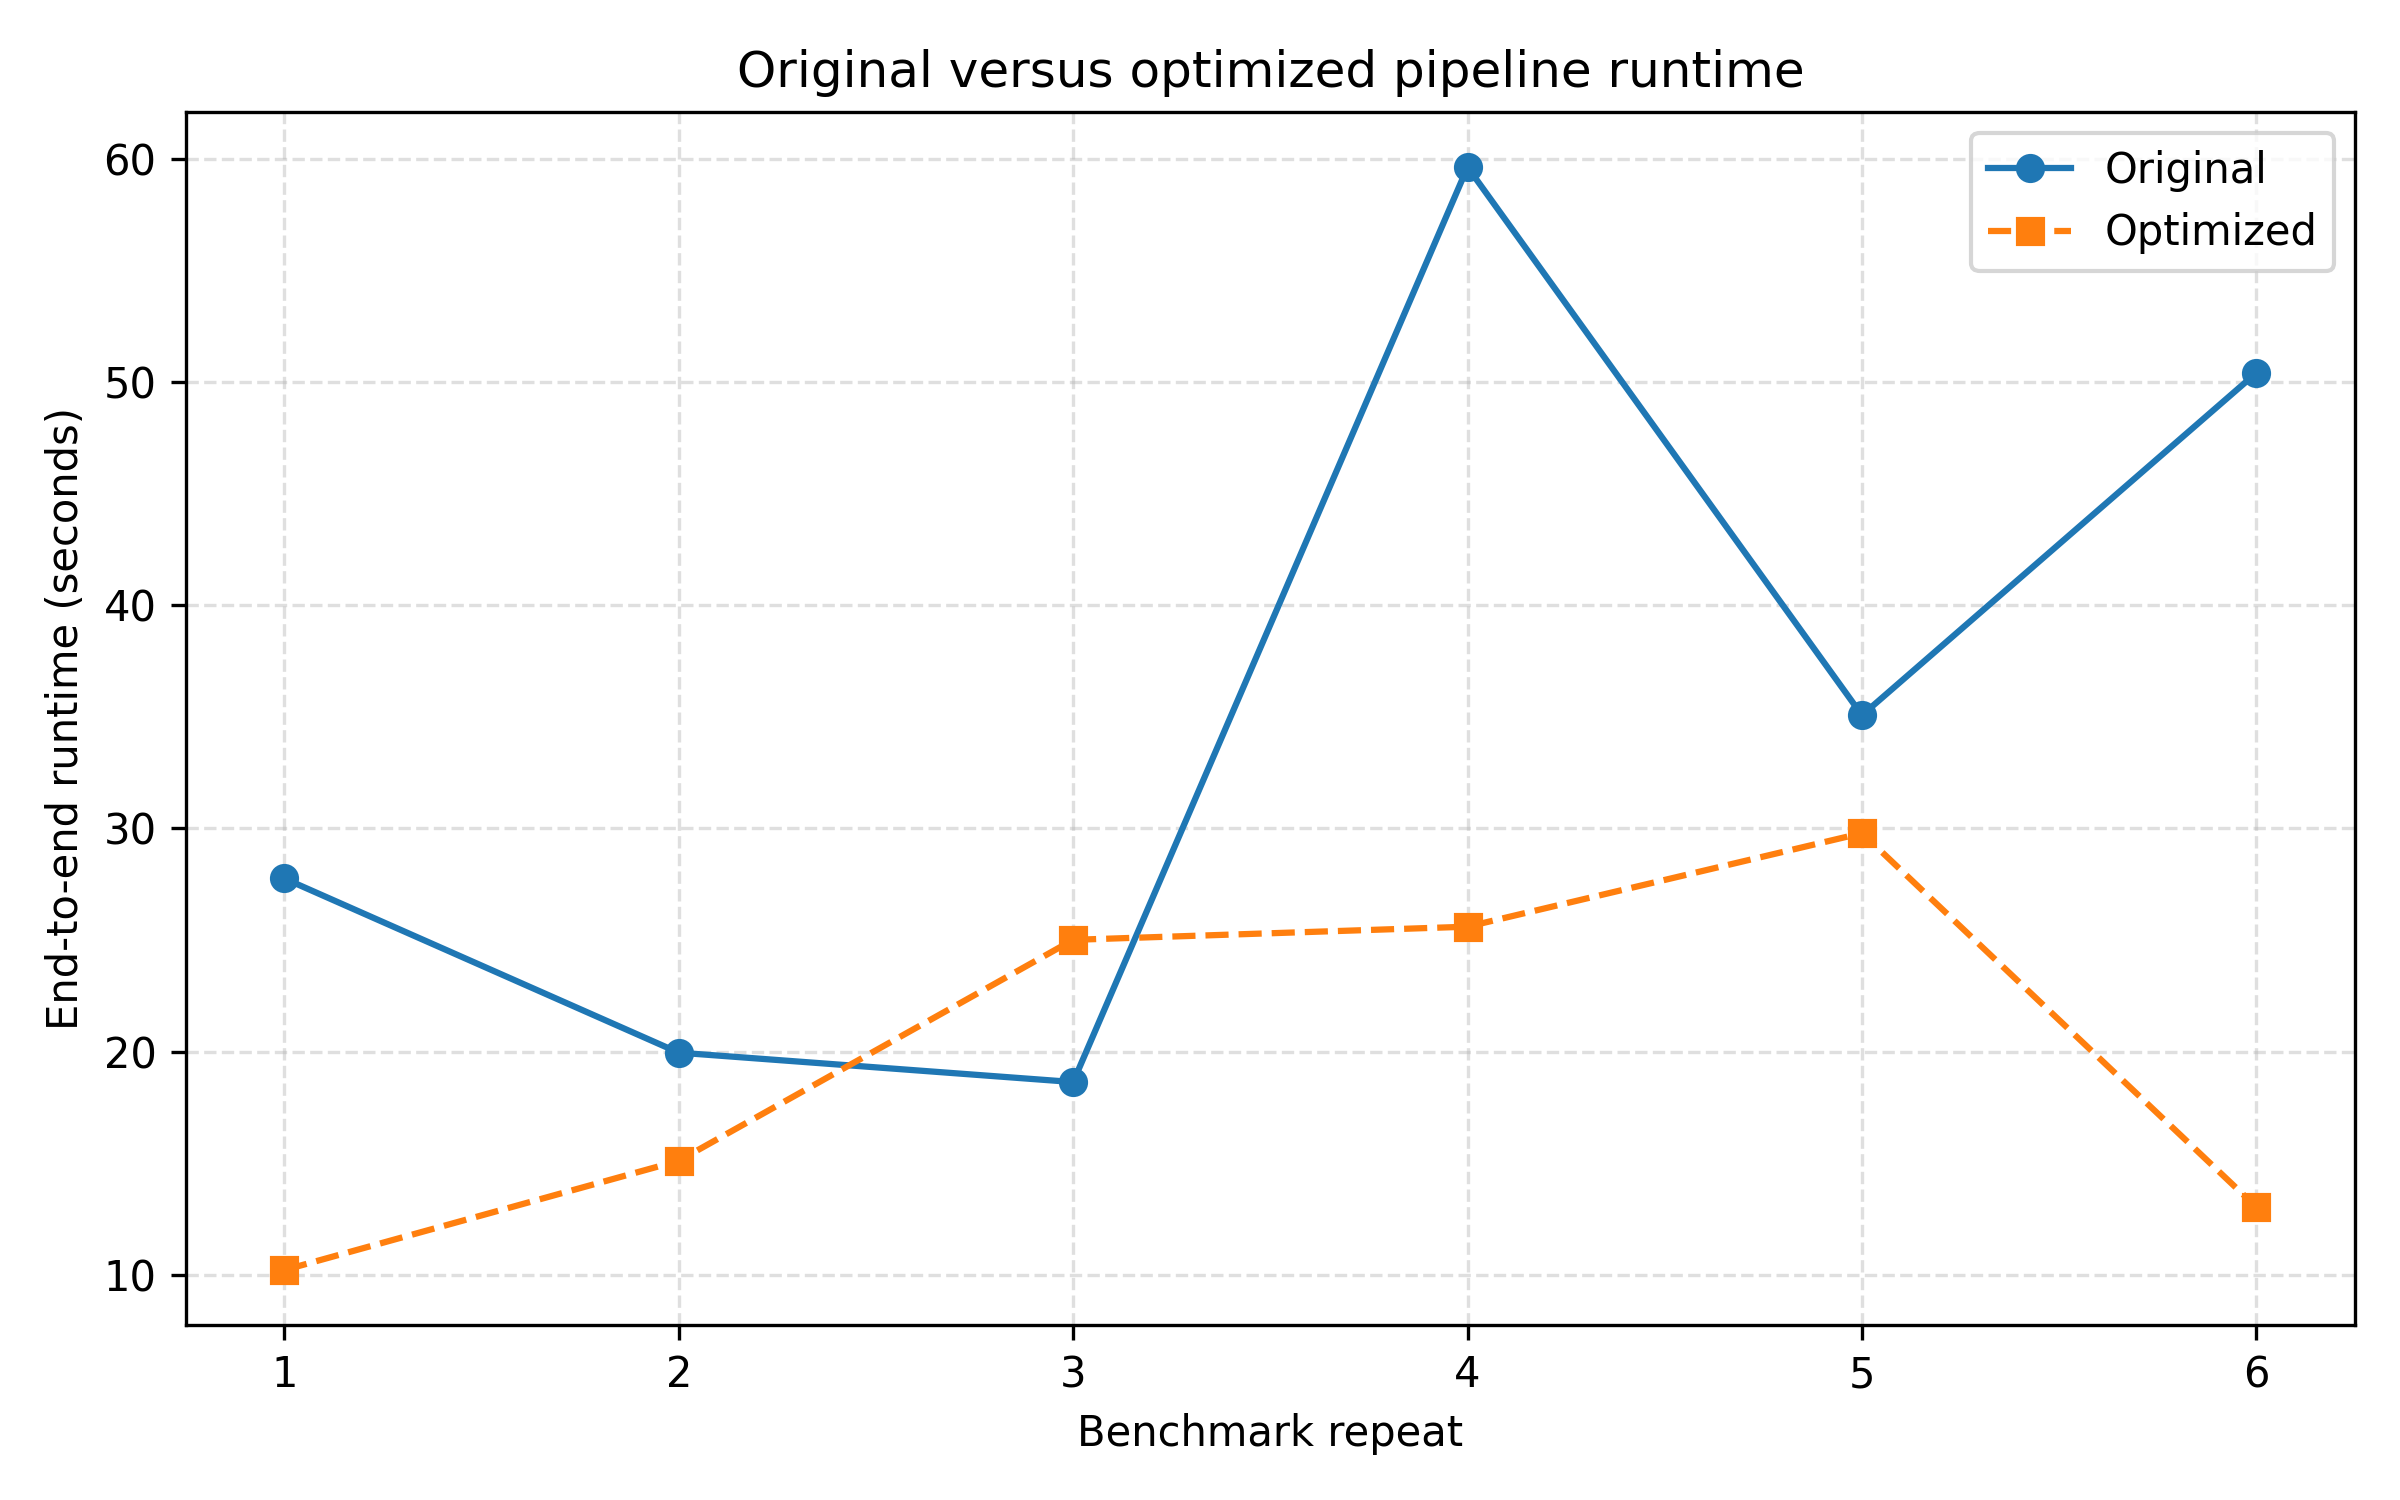 Original versus optimized pipeline runtime
Original
Optimized
End-to-end runtime (seconds)
60
50
40
30
20
10
1 2 3 4 5 6
Benchmark repeat